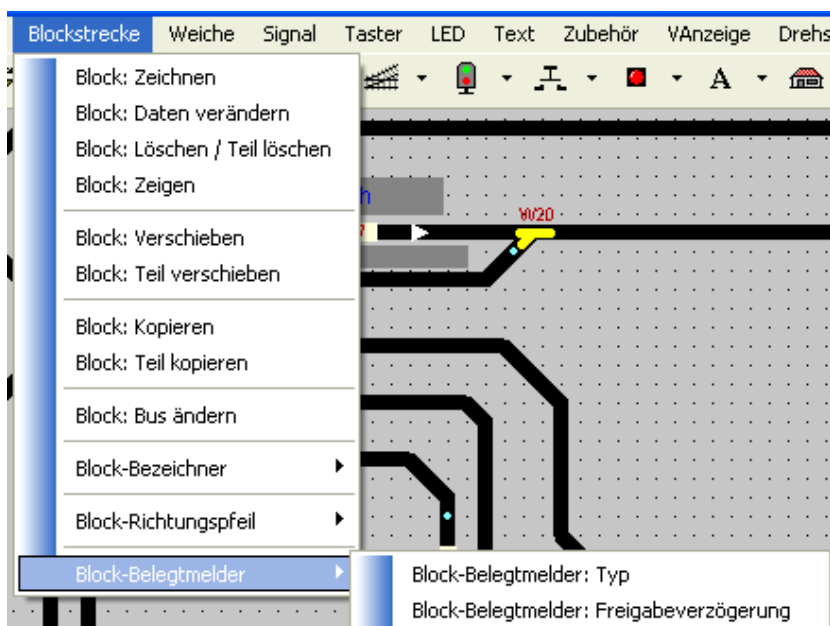 Blockstrecke Weiche Signal Taster LED Text Zubehör VAnzeige Drehs
A
Block: Zeichnen
Block: Daten verändern
Block: Löschen / Teil löschen
Block: Zeigen
h
W20
Block: Verschieben
Block: Teil verschieben
Block: Kopieren
Block: Teil kopieren
Block: Bus ändern
Block-Bezeichner
Block-Richtungspfeil
Block-Belegtmelder
Block-Belegtmelder: Typ
Block-Belegtmelder: Freigabeverzögerung